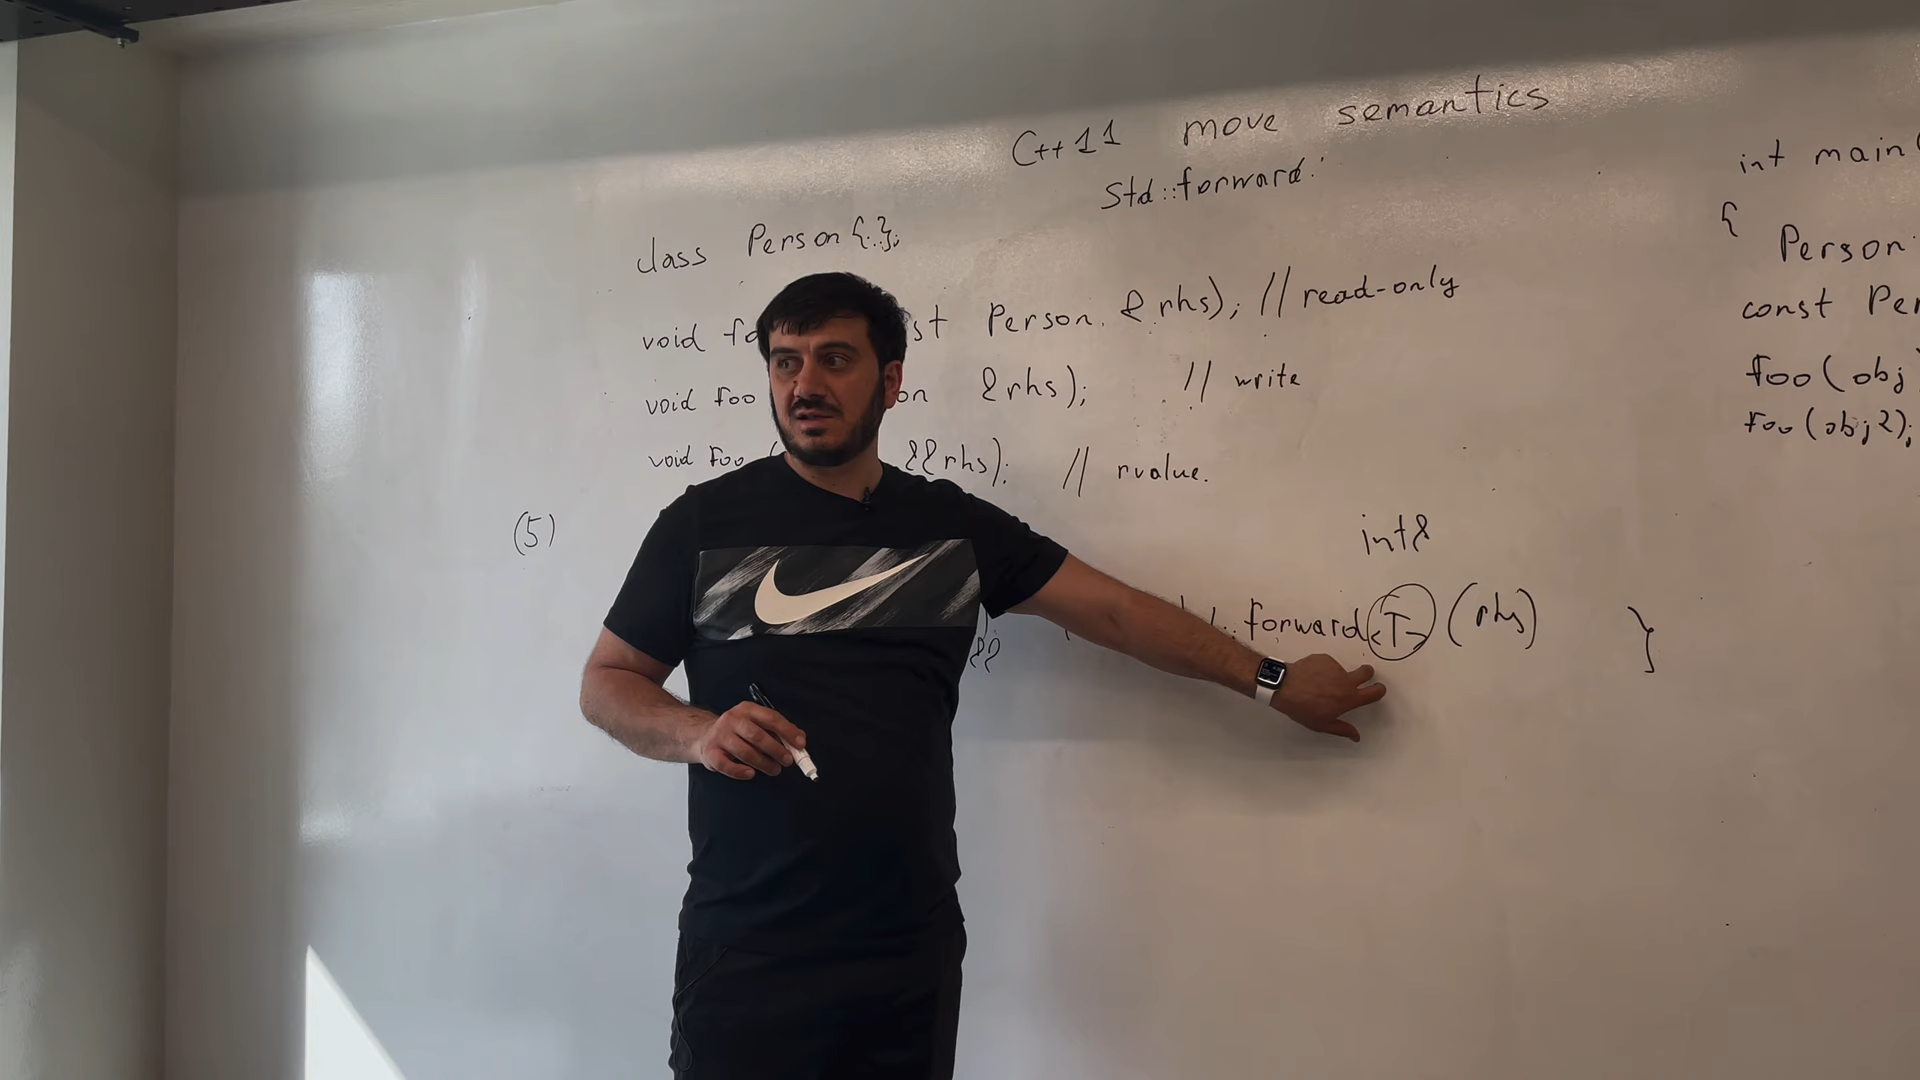 C++11 move semantics
std::forward:
class Person{..};
void fo st Person &rhs); // read-only
void foo on &rhs); // write
void foo ( &&rhs); // rvalue.
(5)
int&
::forward<T>(rhs) }
&&
int main(
{
Person
const Per
foo(obj
foo(obj2);